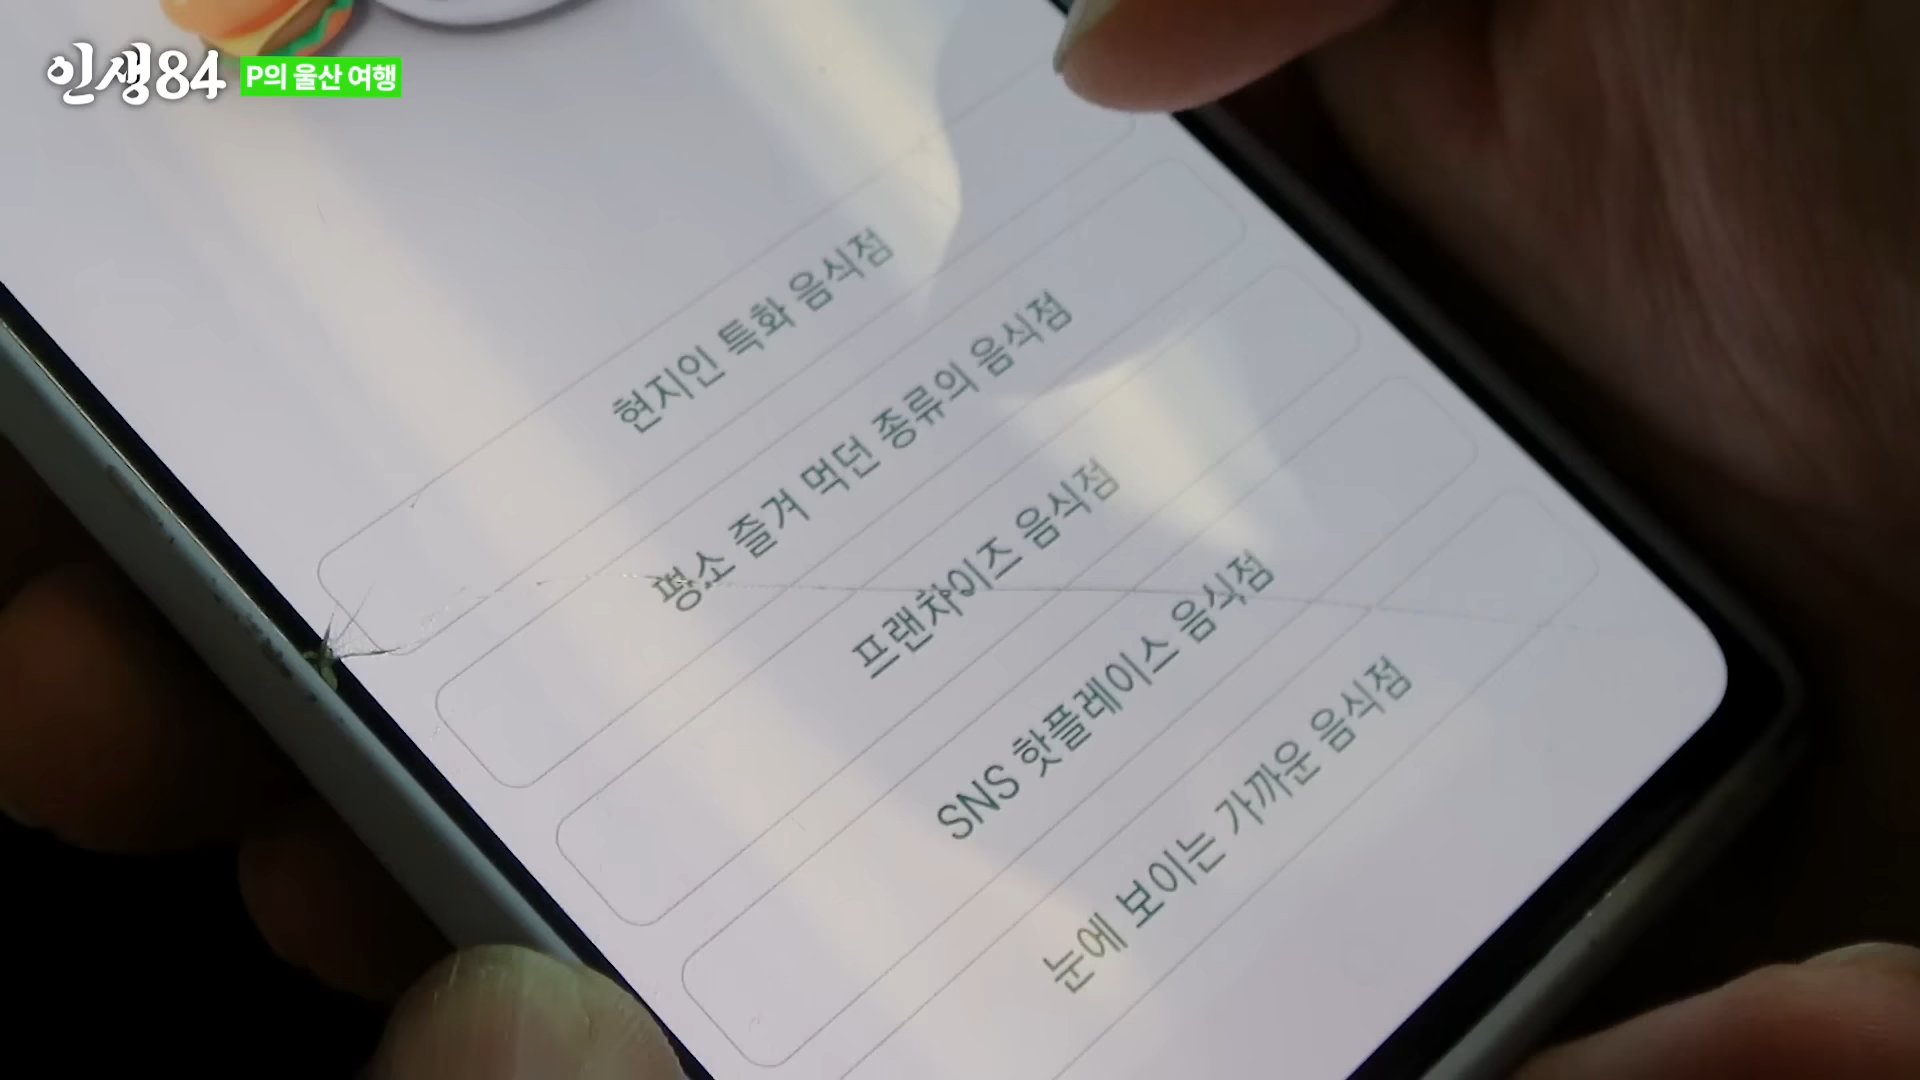 인생84
P의 울산 여행
현지인 특화 음식점
평소 즐겨 먹던 종류의 음식점
프랜차이즈 음식점
SNS 핫플레이스 음식점
눈에 보이는 가까운 음식점